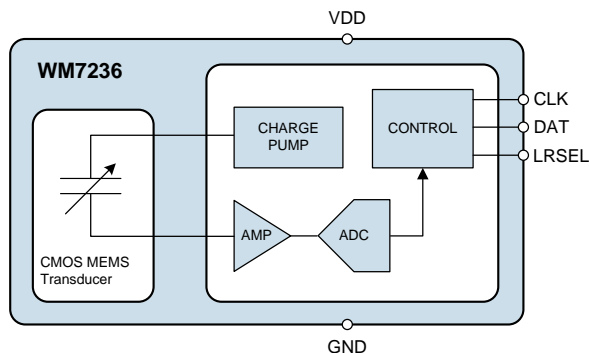 VDD
WM7236
CHARGE
PUMP
CONTROL
CLK
DAT
LRSEL
AMP
ADC
CMOS MEMS
Transducer
GND